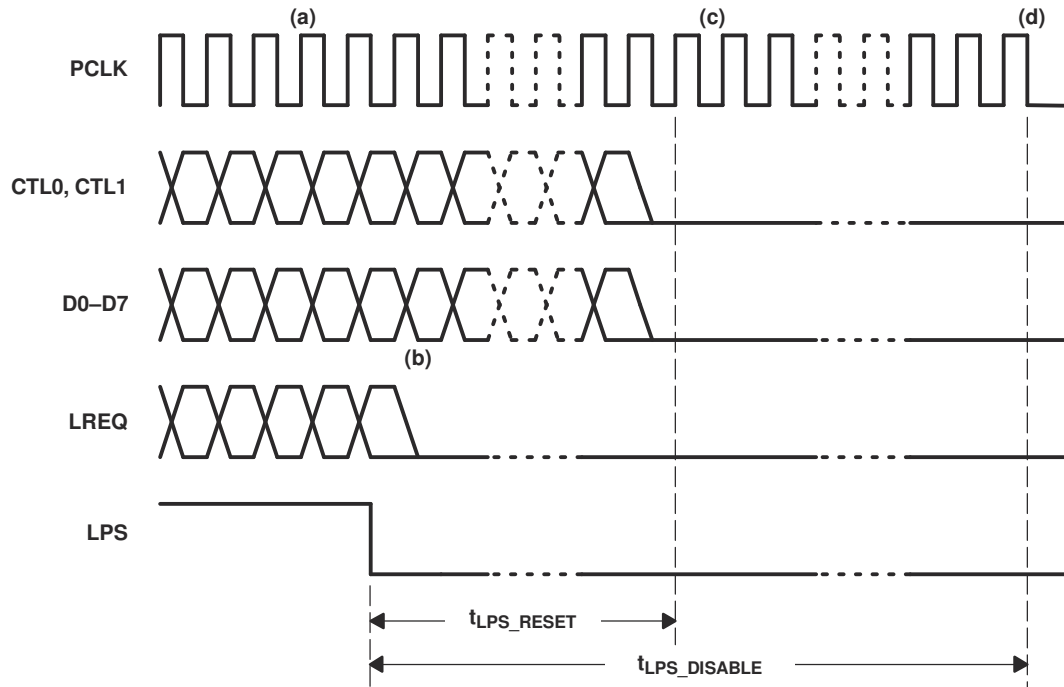 (a) (c) (d)
PCLK
CTL0, CTL1
D0–D7
(b)
LREQ
LPS
tLPS_RESET
tLPS_DISABLE